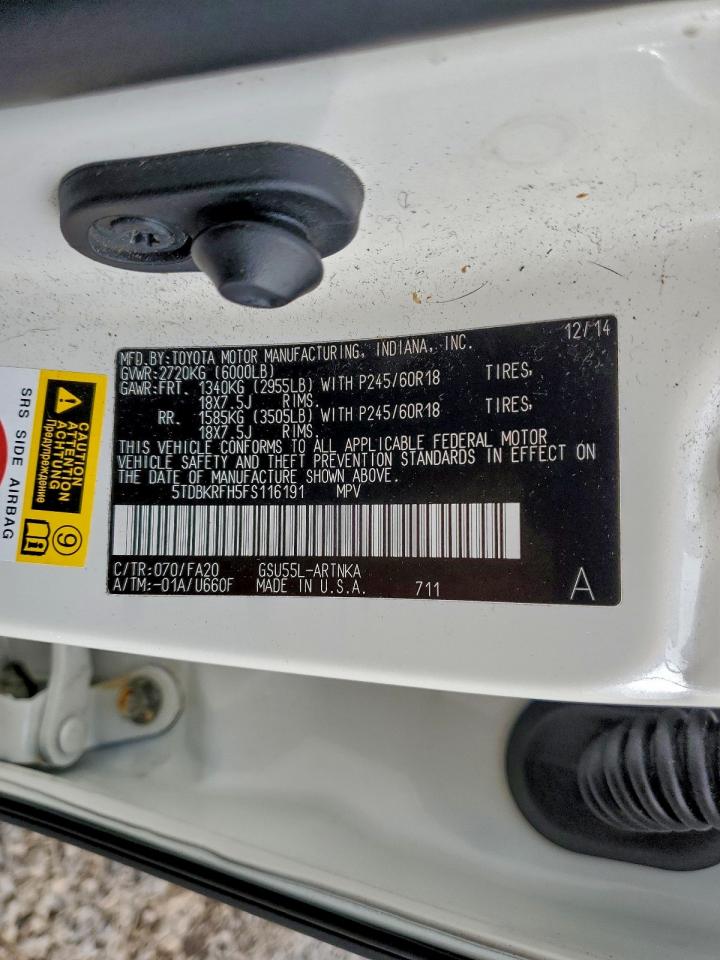 12/14
MFD.BY:TOYOTA MOTOR MANUFACTURING, INDIANA, INC.
GVWR:2720KG (6000LB)
GAWR:FRT. 1340KG (2955LB) WITH P245/60R18 TIRES,
18X7.5J RIMS.
RR. 1585KG (3505LB) WITH P245/60R18 TIRES,
18X7.5J RIMS.
THIS VEHICLE CONFORMS TO ALL APPLICABLE FEDERAL MOTOR
VEHICLE SAFETY AND THEFT PREVENTION STANDARDS IN EFFECT ON
THE DATE OF MANUFACTURE SHOWN ABOVE.
5TDBKRFH5FS116191 MPV
C/TR:070/FA20 GSU55L-ARTNKA
A/TM:-01A/U660F MADE IN U.S.A. 711 A
SRS SIDE AIRBAG
CAUTION
ATTENTION
ACHTUNG
Предупреждение
9